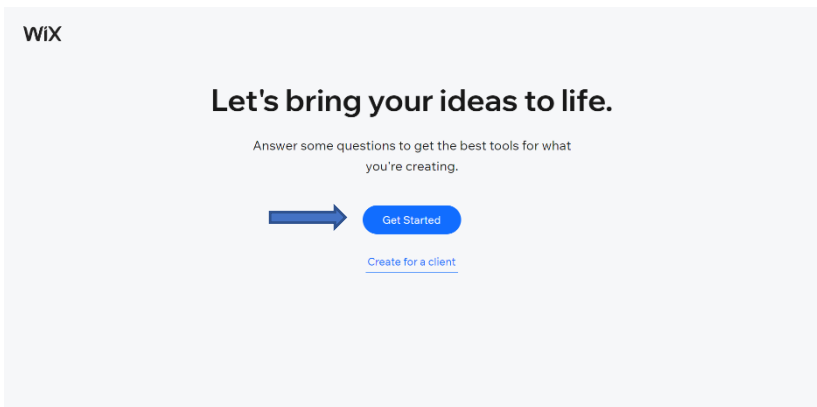 WiX
Let's bring your ideas to life.
Answer some questions to get the best tools for what
you're creating.
Get Started
Create for a client